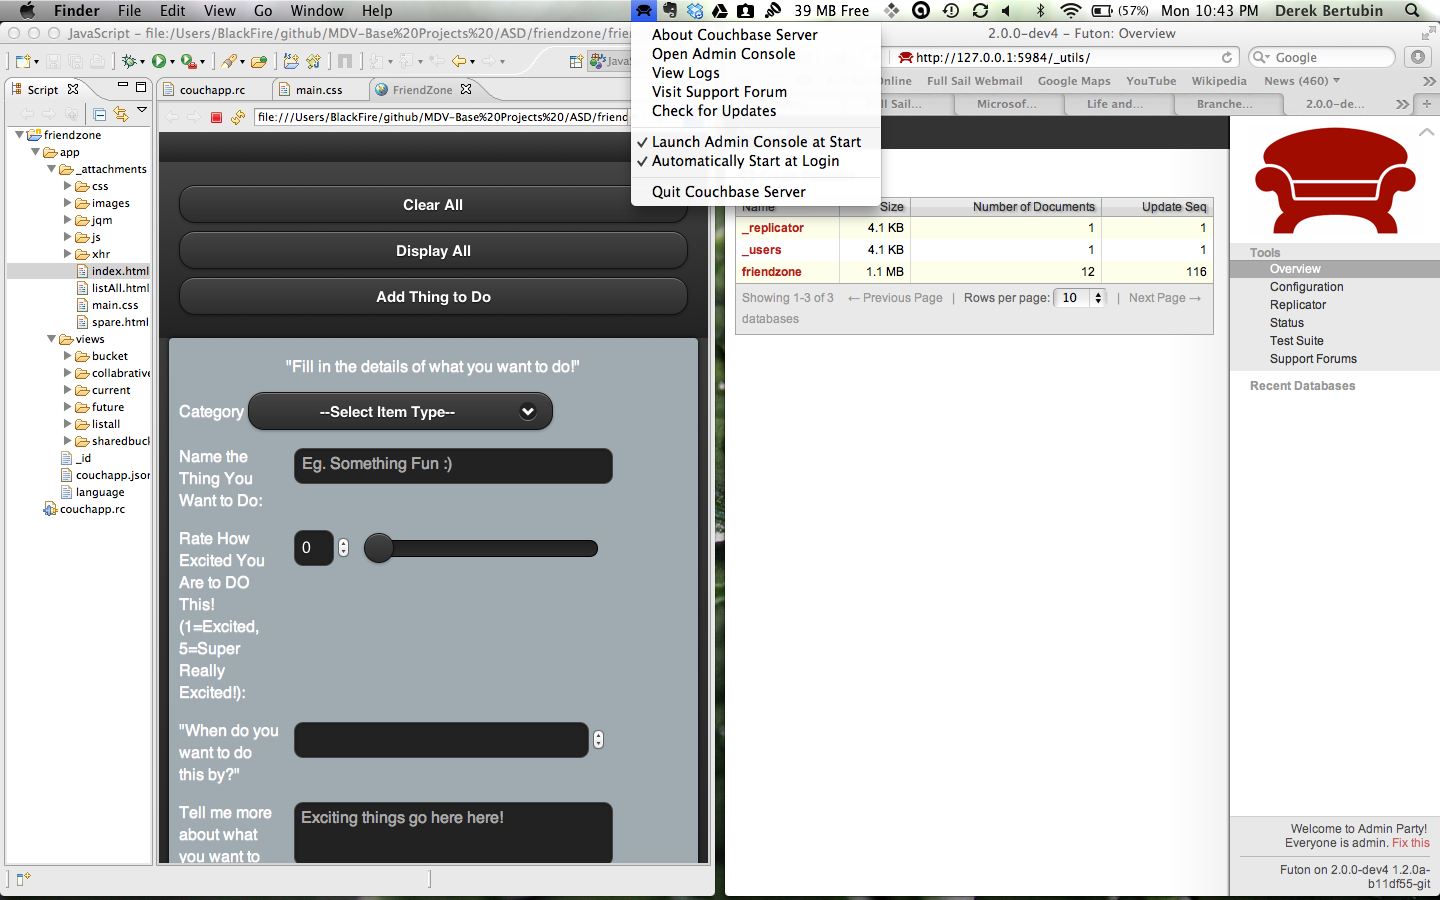 Finder File Edit View Go Window Help 39 MB Free (57%) Mon 10:43 PM Derek Bertubin
JavaScript - file:/Users/BlackFire/github/MDV-Base%20Projects%20/ASD/friendzone/frien
About Couchbase Server
Open Admin Console
View Logs
Visit Support Forum
Check for Updates
✓ Launch Admin Console at Start
✓ Automatically Start at Login
Quit Couchbase Server
2.0.0-dev4 – Futon: Overview
http://127.0.0.1:5984/_utils/
Google
Online Full Sail Webmail Google Maps YouTube Wikipedia News (460)
ll Sail... Microsof... Life and... Branche... 2.0.0-de...
JavaS
Script
couchapp.rc
main.css
FriendZone
file:///Users/BlackFire/github/MDV-Base%20Projects%20/ASD/friend
friendzone
app
_attachments
css
images
jqm
js
xhr
index.html
listAll.html
main.css
spare.html
views
bucket
collabrative
current
future
listall
sharedbuck
_id
couchapp.jsor
language
couchapp.rc
Clear All
Display All
Add Thing to Do
"Fill in the details of what you want to do!"
Category --Select Item Type--
Name the
Thing You
Want to Do:
Eg. Something Fun :)
Rate How
Excited You
Are to DO
This!
(1=Excited,
5=Super
Really
Excited!):
0
"When do you
want to do
this by?"
Tell me more
about what
you want to
Exciting things go here here!
Name Size Number of Documents Update Seq
_replicator 4.1 KB 1 1
_users 4.1 KB 1 1
friendzone 1.1 MB 12 116
Showing 1-3 of 3 ← Previous Page | Rows per page: 10 | Next Page →
databases
Tools
Overview
Configuration
Replicator
Status
Test Suite
Support Forums
Recent Databases
Welcome to Admin Party!
Everyone is admin. Fix this
Futon on 2.0.0-dev4 1.2.0a-
b11df55-git